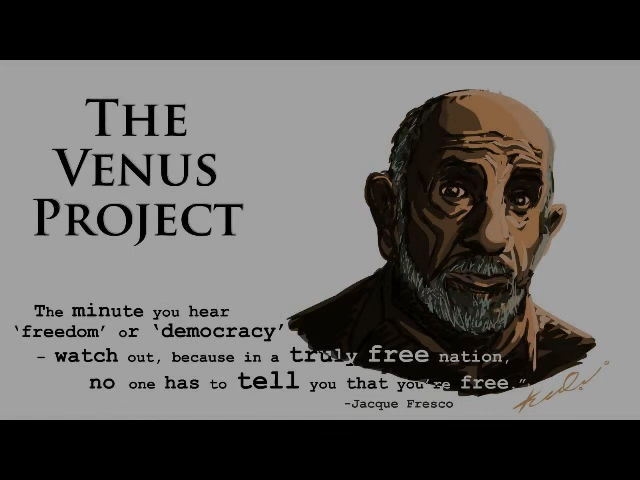 THE
VENUS
PROJECT
The minute you hear
'freedom' or 'democracy'
– watch out, because in a truly free nation,
no one has to tell you that you're free."
-Jacque Fresco